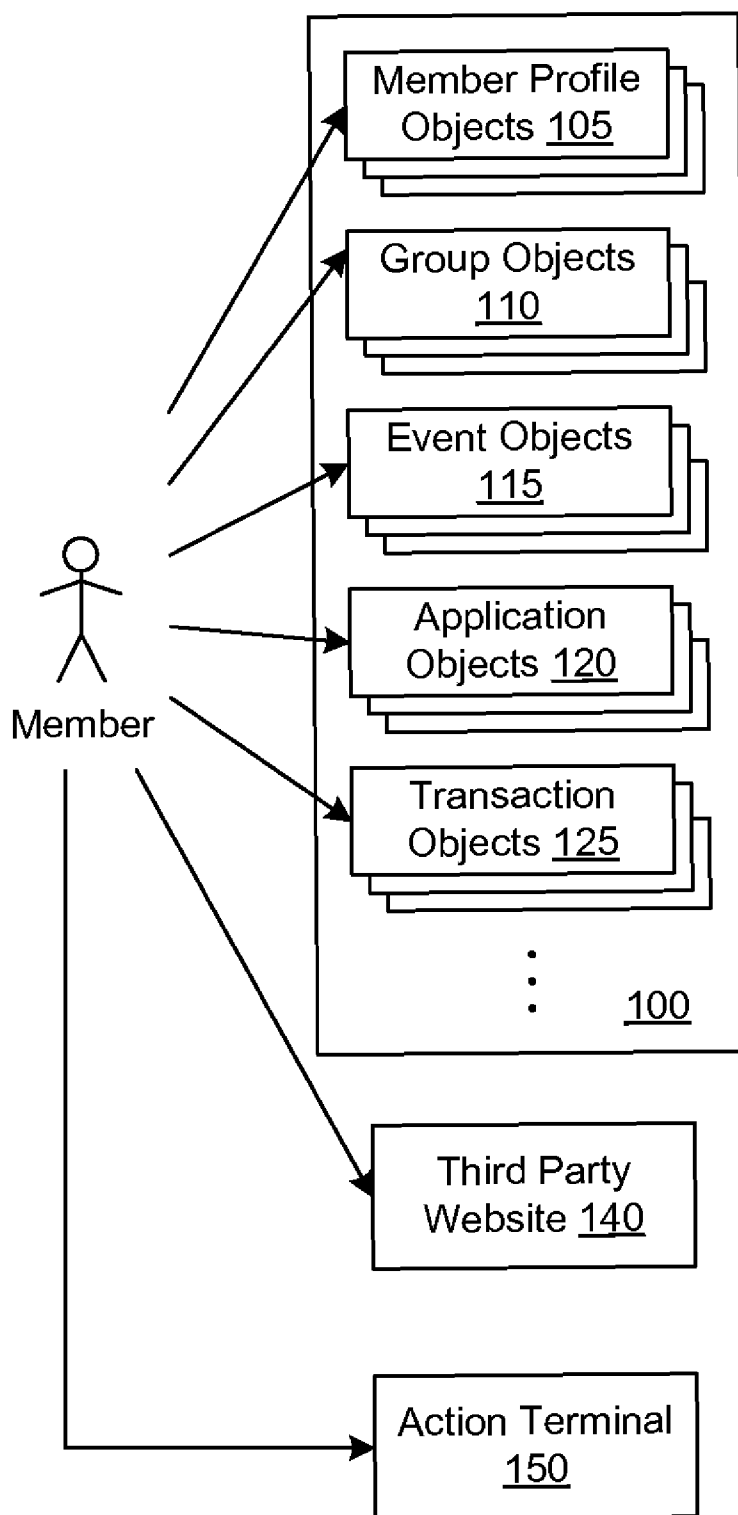 Member Profile
Objects 105
Group Objects
110
Event Objects
115
Application
Objects 120
Member
Transaction
Objects 125
100
Third Party
Website 140
Action Terminal
150